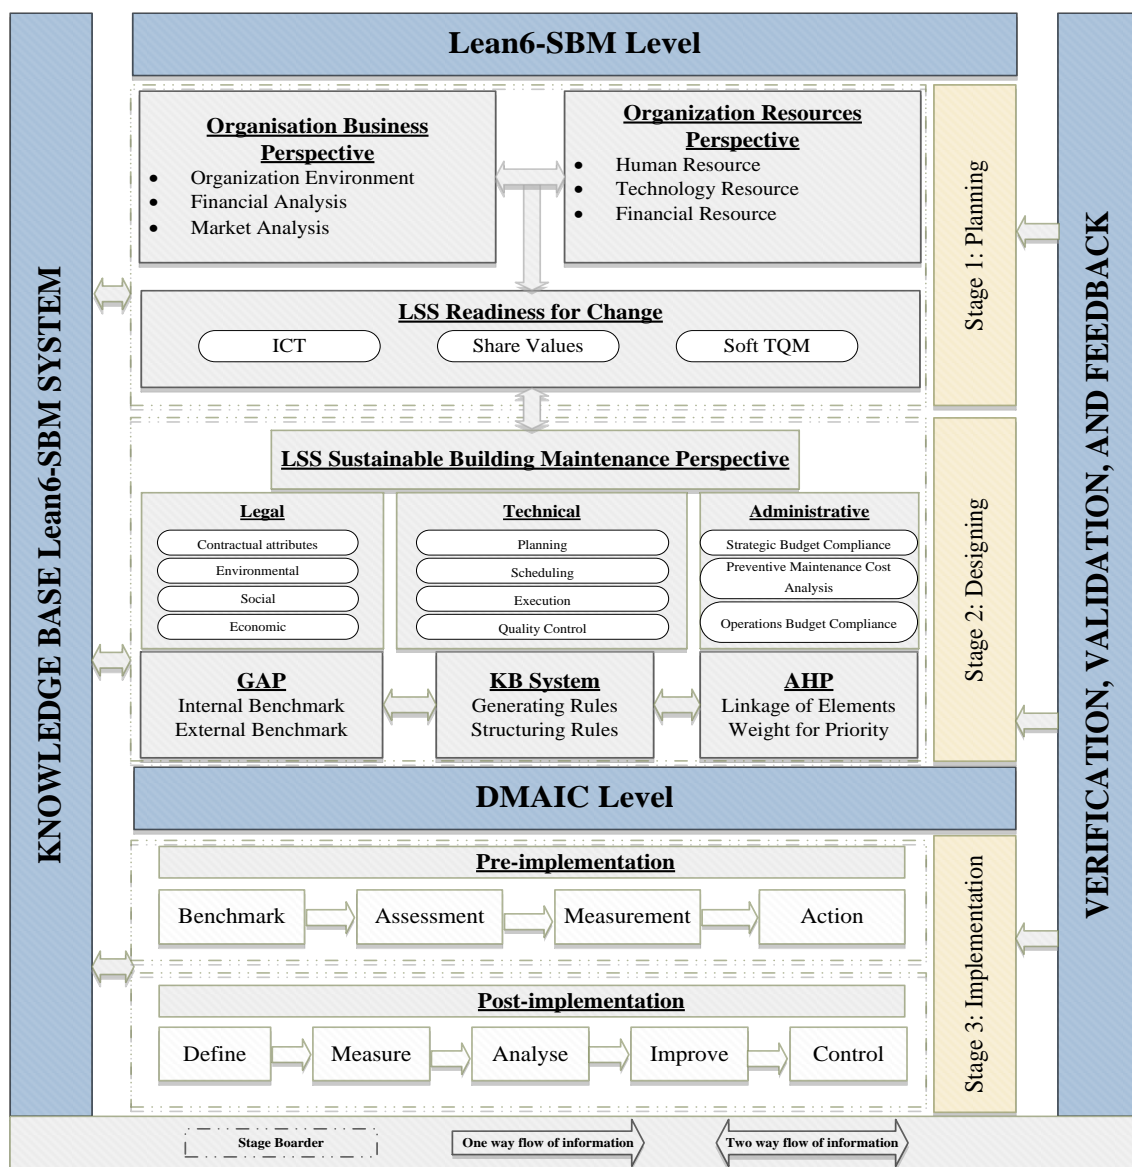 KNOWLEDGE BASE Lean6-SBM SYSTEM
Lean6-SBM Level
Organisation Business
Perspective
• Organization Environment
• Financial Analysis
• Market Analysis
Organization Resources
Perspective
• Human Resource
• Technology Resource
• Financial Resource
LSS Readiness for Change
ICT
Share Values
Soft TQM
Stage 1: Planning
LSS Sustainable Building Maintenance Perspective
Legal
Contractual attributes
Environmental
Social
Economic
Technical
Planning
Scheduling
Execution
Quality Control
Administrative
Strategic Budget Compliance
Preventive Maintenance Cost
Analysis
Operations Budget Compliance
GAP
Internal Benchmark
External Benchmark
KB System
Generating Rules
Structuring Rules
AHP
Linkage of Elements
Weight for Priority
Stage 2: Designing
DMAIC Level
Pre-implementation
Benchmark
Assessment
Measurement
Action
Post-implementation
Define
Measure
Analyse
Improve
Control
Stage 3: Implementation
VERIFICATION, VALIDATION, AND FEEDBACK
Stage Boarder
One way flow of information
Two way flow of information